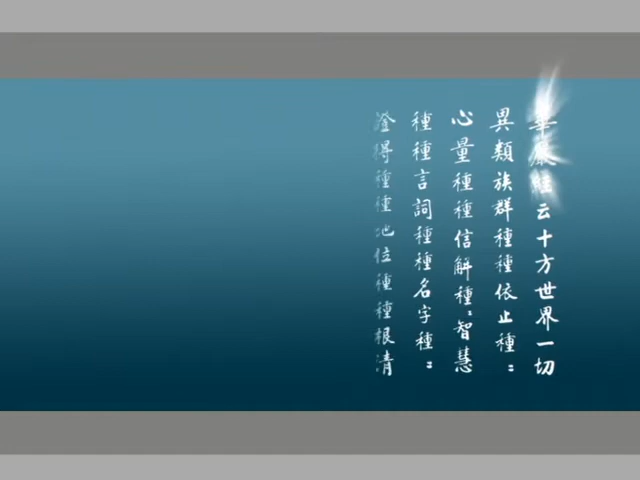 華嚴經云十方世界一切
異類族群種種依止種：
心量種種信解種：智慧
種種言詞種種名字種：
證得種種地位種種根清